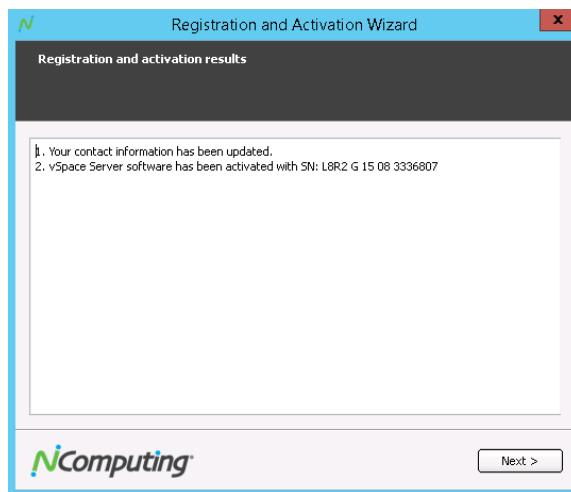 Registration and Activation Wizard
x
Registration and activation results
1. Your contact information has been updated.
2. vSpace Server software has been activated with SN: L8R2 G 15 08 3336807
NComputing
Next >